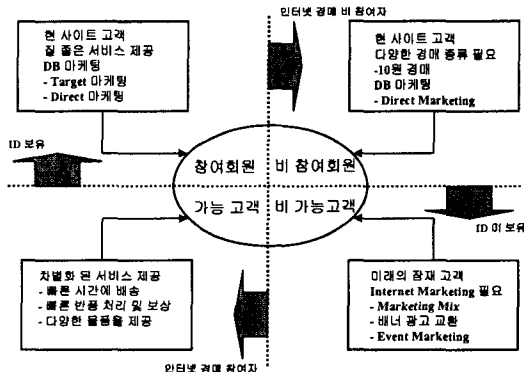 인터넷 경매 비 참여자
현 사이트 고객
질 좋은 서비스 제공
DB 마케팅
- Target 마케팅
- Direct 마케팅
현 사이트 고객
다양한 경매 종류 필요
-10원 경매
DB 마케팅
- Direct Marketing
ID 보유
참여회원
비 참여회원
가능 고객
비 가능고객
ID 미 보유
차별화 된 서비스 제공
- 빠른 시간에 배송
- 빠른 반품 처리 및 보상
- 다양한 물품을 제공
미래의 잠재 고객
Internet Marketing 필요
- Marketing Mix
- 배너 광고 교환
- Event Marketing
인터넷 경매 참여자